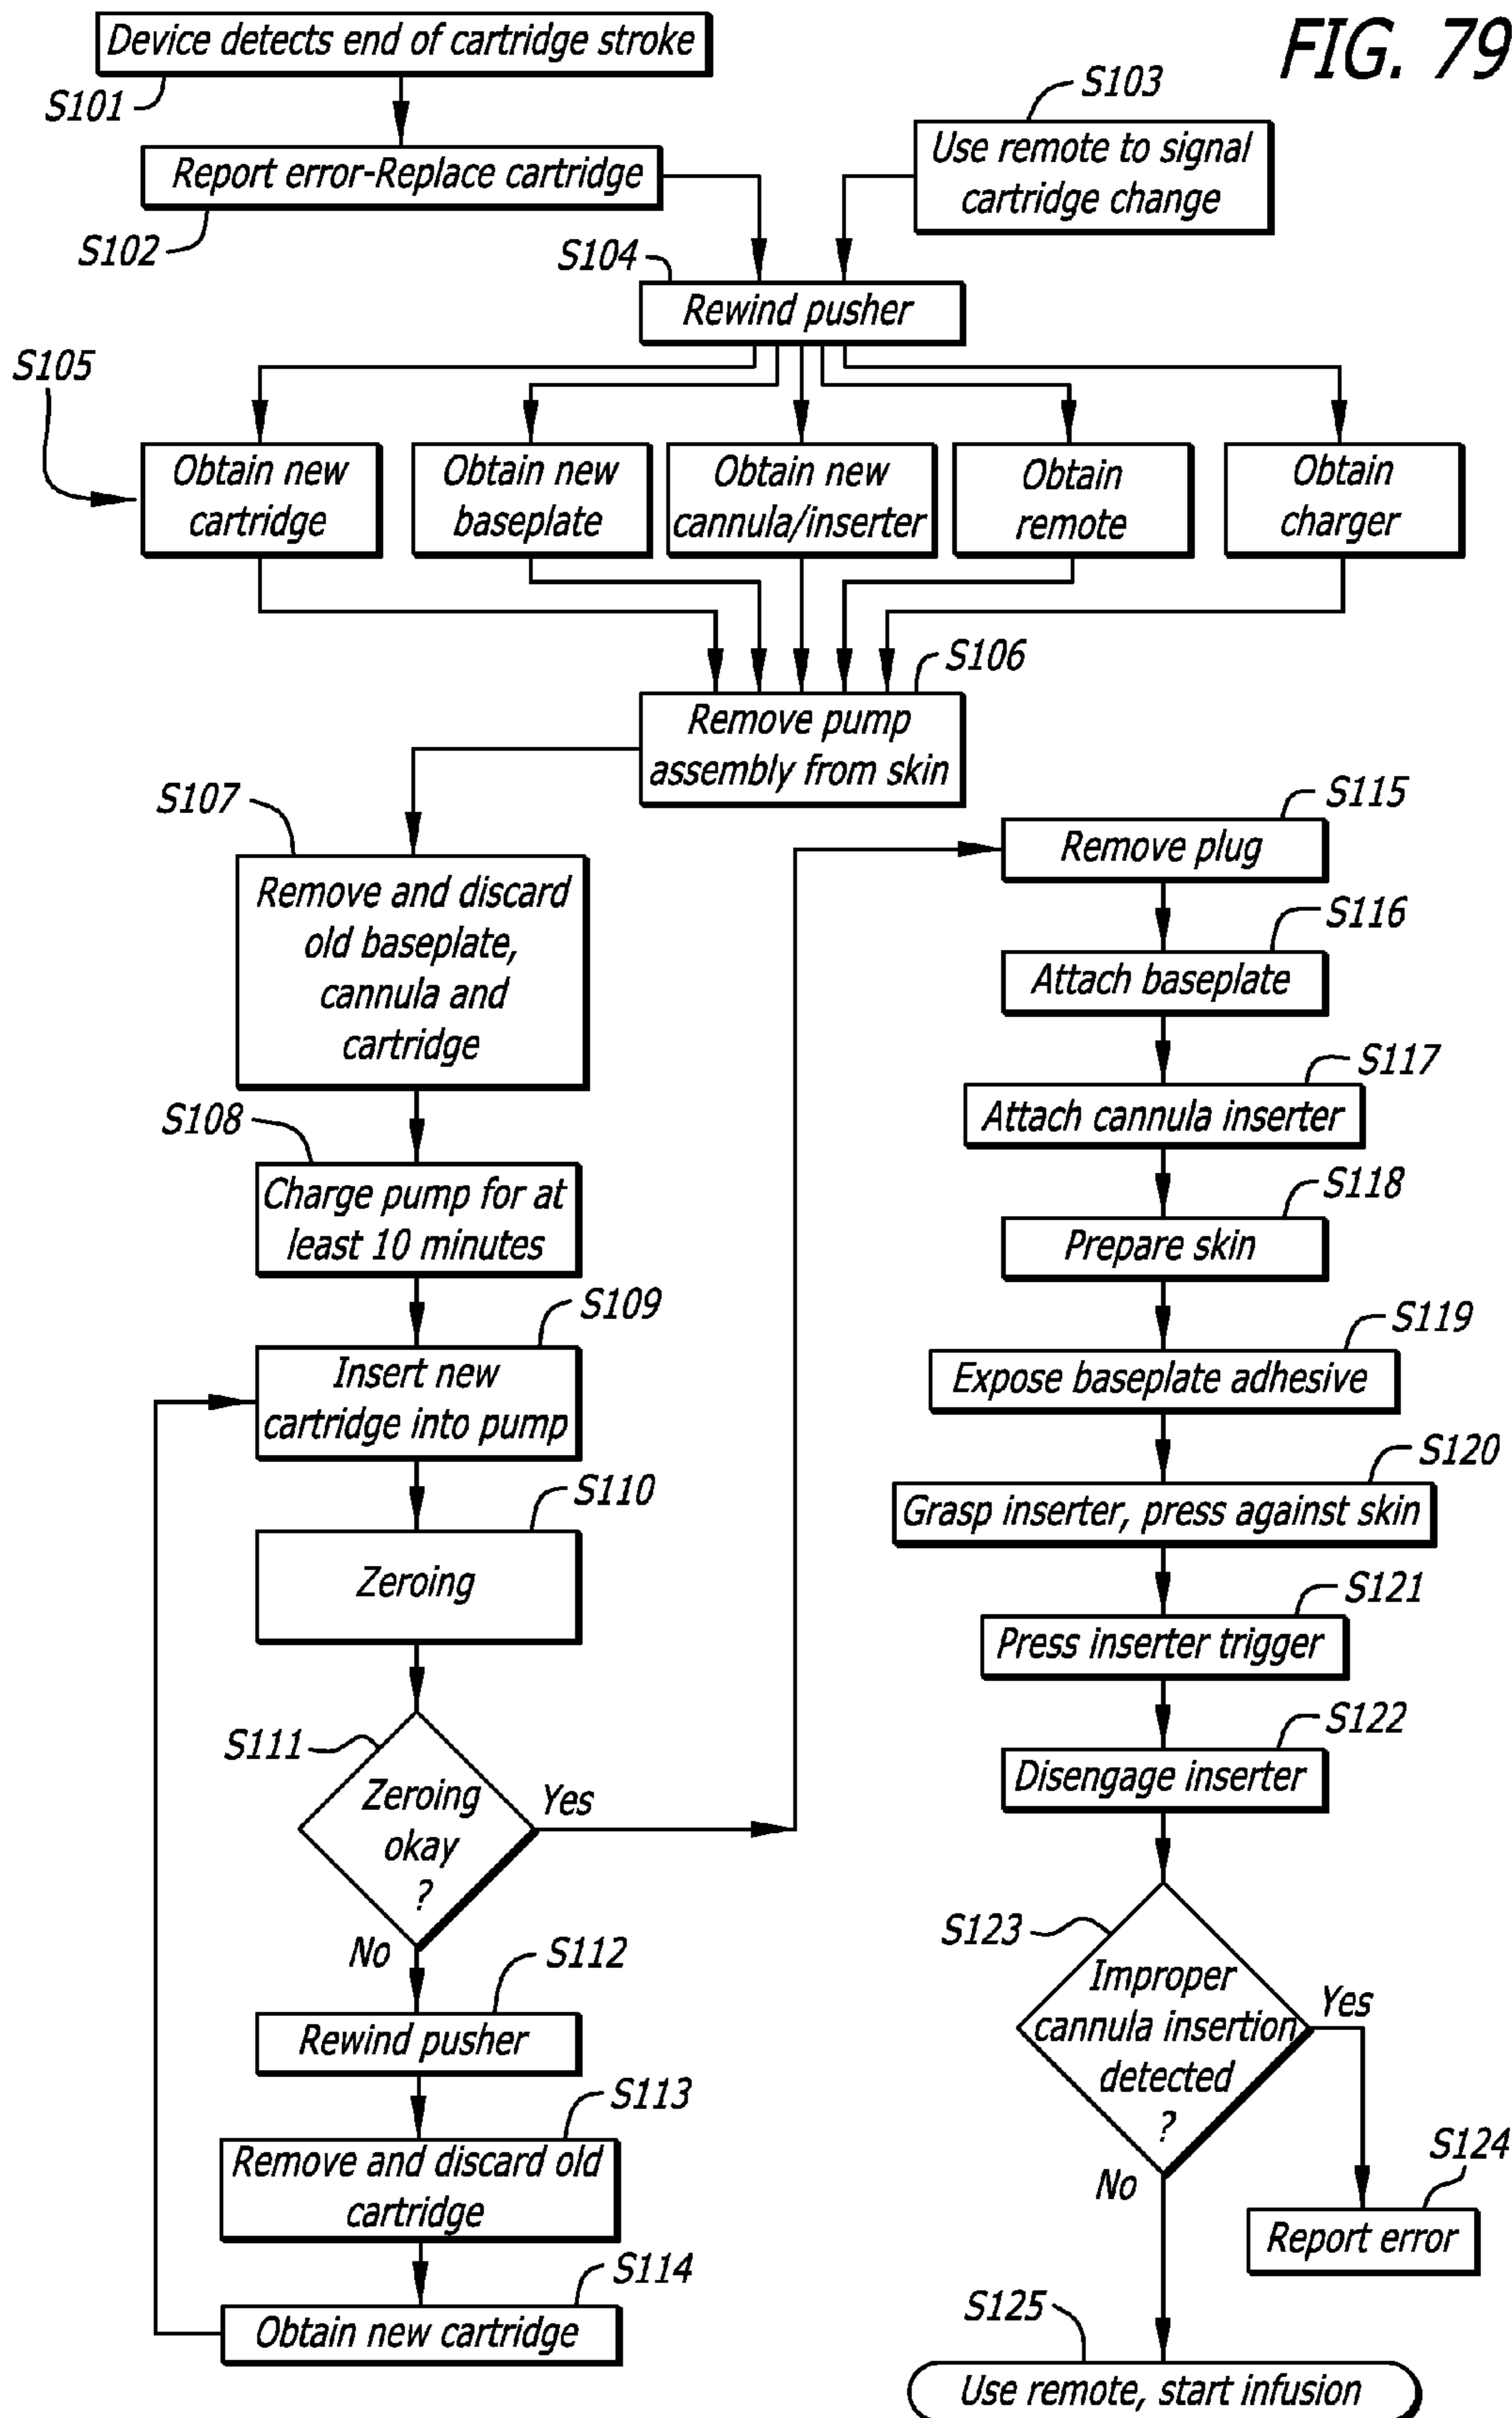 FIG. 79
Device detects end of cartridge stroke
S101
S103
Report error-Replace cartridge
Use remote to signal
cartridge change
S102
S104
Rewind pusher
S105
Obtain new
cartridge
Obtain new
baseplate
Obtain new
cannula/inserter
Obtain
remote
Obtain
charger
S106
Remove pump
assembly from skin
S107
Remove and discard
old baseplate,
cannula and
cartridge
S108
Charge pump for at
least 10 minutes
S109
Insert new
cartridge into pump
S110
Zeroing
S111
Zeroing
okay
?
Yes
No
S112
Rewind pusher
S113
Remove and discard old
cartridge
S114
Obtain new cartridge
S115
Remove plug
S116
Attach baseplate
S117
Attach cannula inserter
S118
Prepare skin
S119
Expose baseplate adhesive
S120
Grasp inserter, press against skin
S121
Press inserter trigger
S122
Disengage inserter
S123
Improper
cannula insertion
detected
?
Yes
No
S124
Report error
S125
Use remote, start infusion